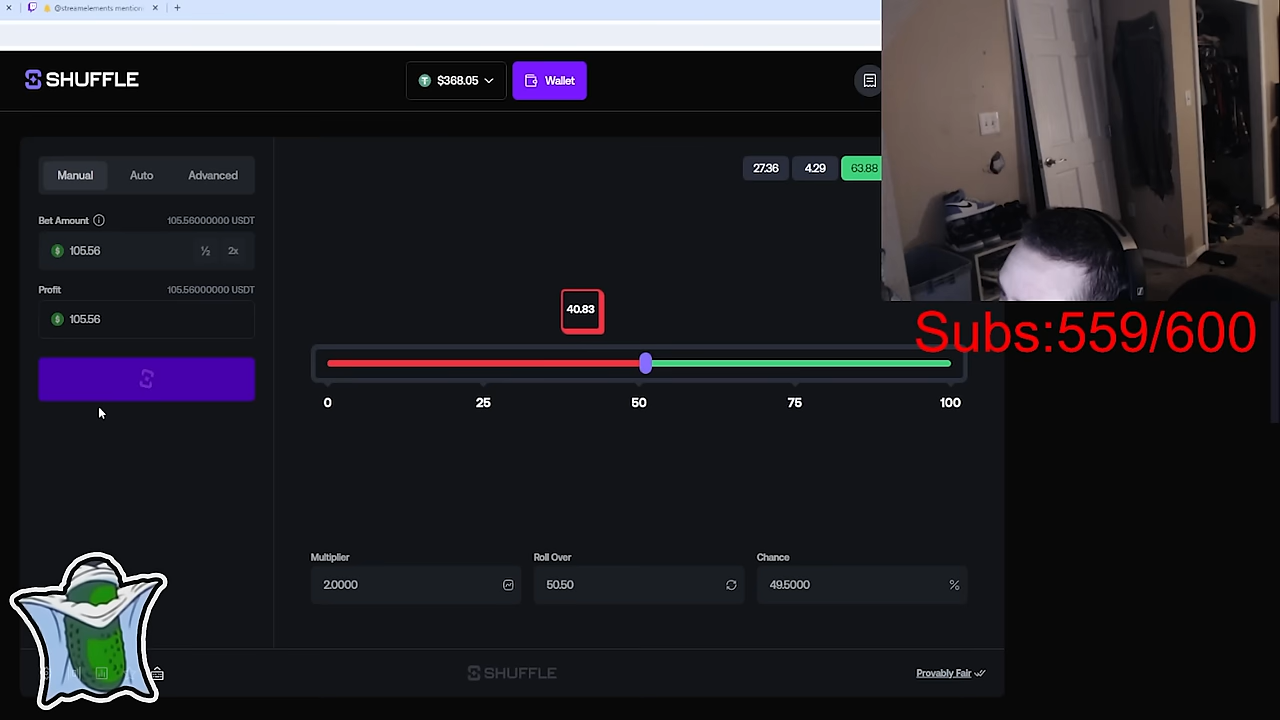 @streamelements mention
SHUFFLE
$368.05
Wallet
Manual
Auto
Advanced
27.36
4.29
63.88
Bet Amount
105.56000000 USDT
105.56
½
2x
Profit
105.56000000 USDT
105.56
40.83
Subs:559/600
0
25
50
75
100
Multiplier
Roll Over
Chance
2.0000
50.50
49.5000
%
SHUFFLE
Provably Fair